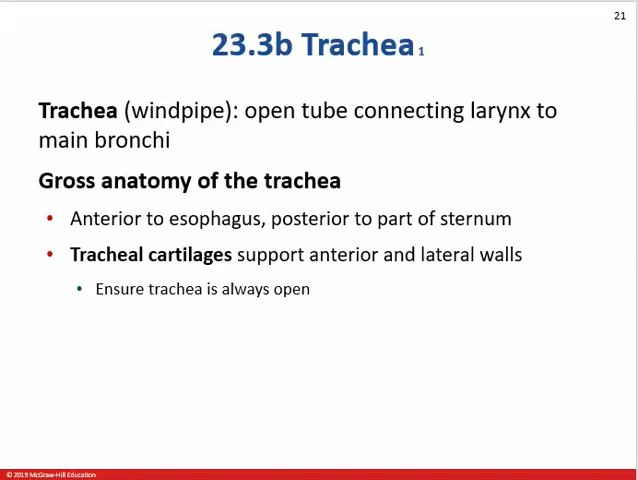 21
23.3b Trachea 1
Trachea (windpipe): open tube connecting larynx to
main bronchi
Gross anatomy of the trachea
• Anterior to esophagus, posterior to part of sternum
• Tracheal cartilages support anterior and lateral walls
• Ensure trachea is always open
© 2019 McGraw-Hill Education